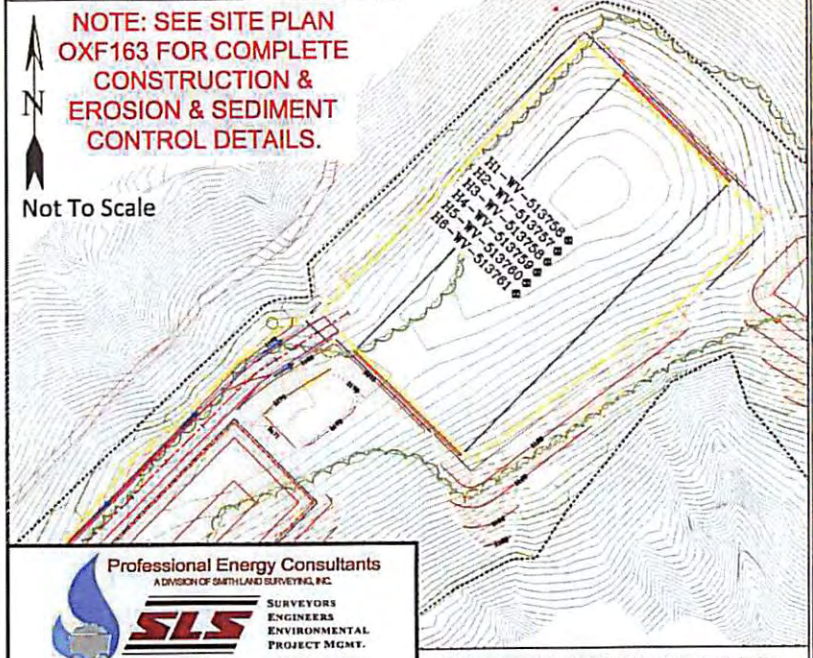 NOTE: SEE SITE PLAN
OXF163 FOR COMPLETE
CONSTRUCTION &
EROSION & SEDIMENT
CONTROL DETAILS.
N
Not To Scale
H1-WV-513756
H2-WV-513757
H3-WV-513758
H4-WV-513759
H5-WV-513760
H6-WV-513761
Professional Energy Consultants
A DIVISION OF SMITH LAND SURVEYING, INC.
SLS
SURVEYORS
ENGINEERS
ENVIRONMENTAL
PROJECT MGMT.